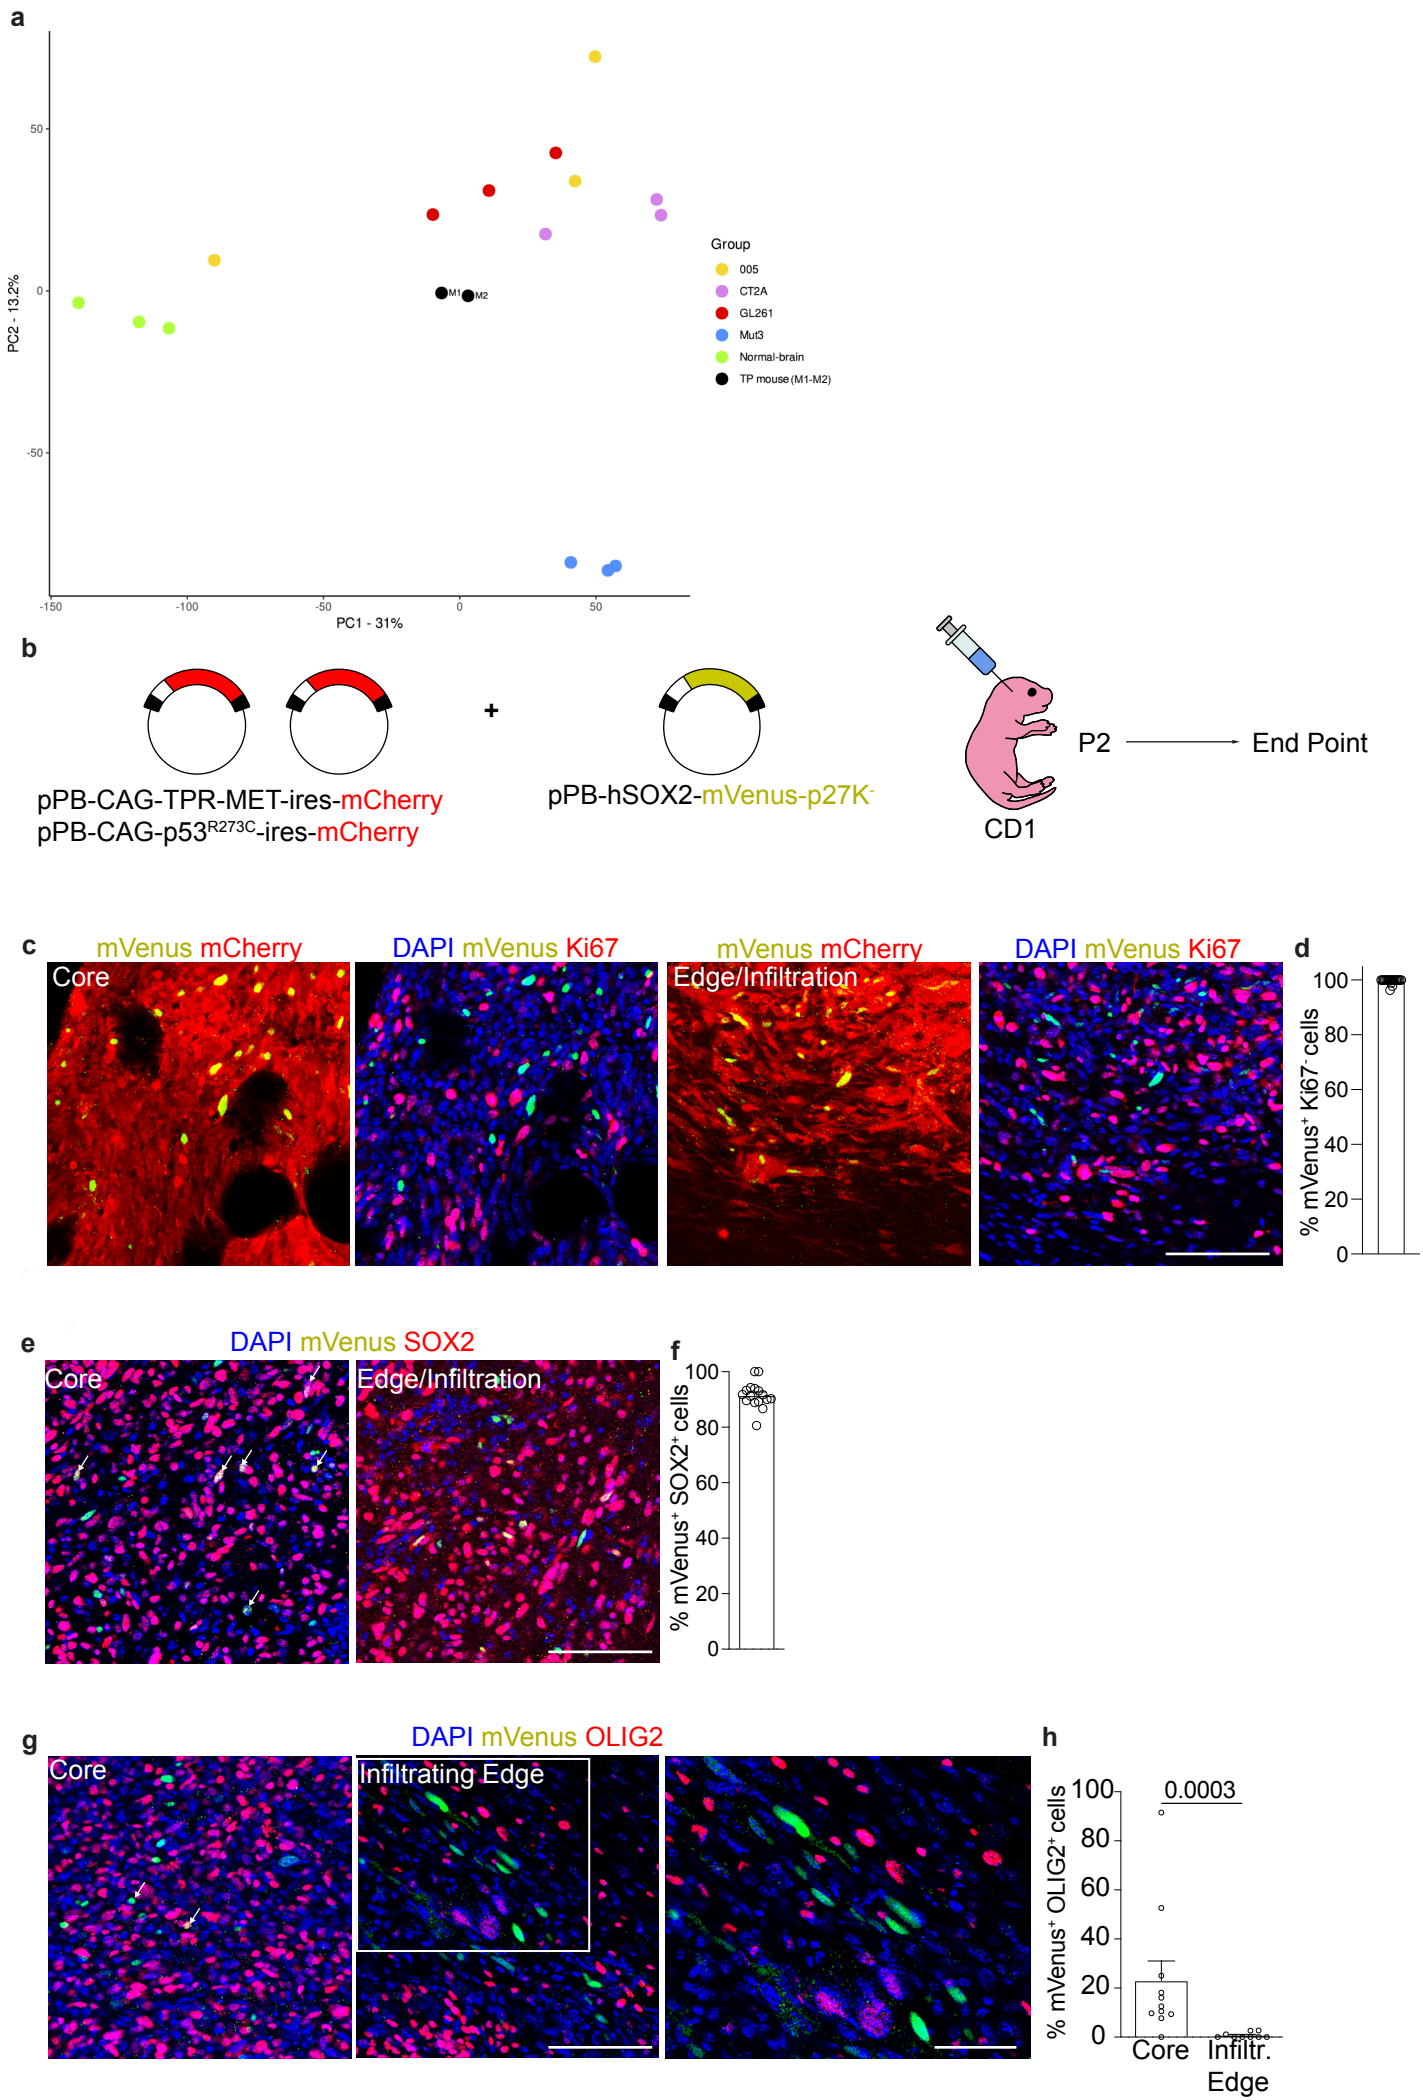 a
50
0
-50
PC2 - 13.2%
-150
-100
-50
0
50
PC1 - 31%
M1
M2
Group
005
CT2A
GL261
Mut3
Normal-brain
TP mouse (M1-M2)
b
+
pPB-CAG-TPR-MET-ires-mCherry
pPB-CAG-p53R273C-ires-mCherry
pPB-hSOX2-mVenus-p27K-
P2
End Point
CD1
c
mVenus mCherry
DAPI mVenus Ki67
mVenus mCherry
DAPI mVenus Ki67
Core
Edge/Infiltration
d
% mVenus+ Ki67- cells
100
80
60
40
20
0
e
DAPI mVenus SOX2
Core
Edge/Infiltration
f
% mVenus+ SOX2+ cells
100
80
60
40
20
0
g
DAPI mVenus OLIG2
Core
Infiltrating Edge
h
% mVenus+ OLIG2+ cells
100
80
60
40
20
0
0.0003
Core
Infiltr.
Edge